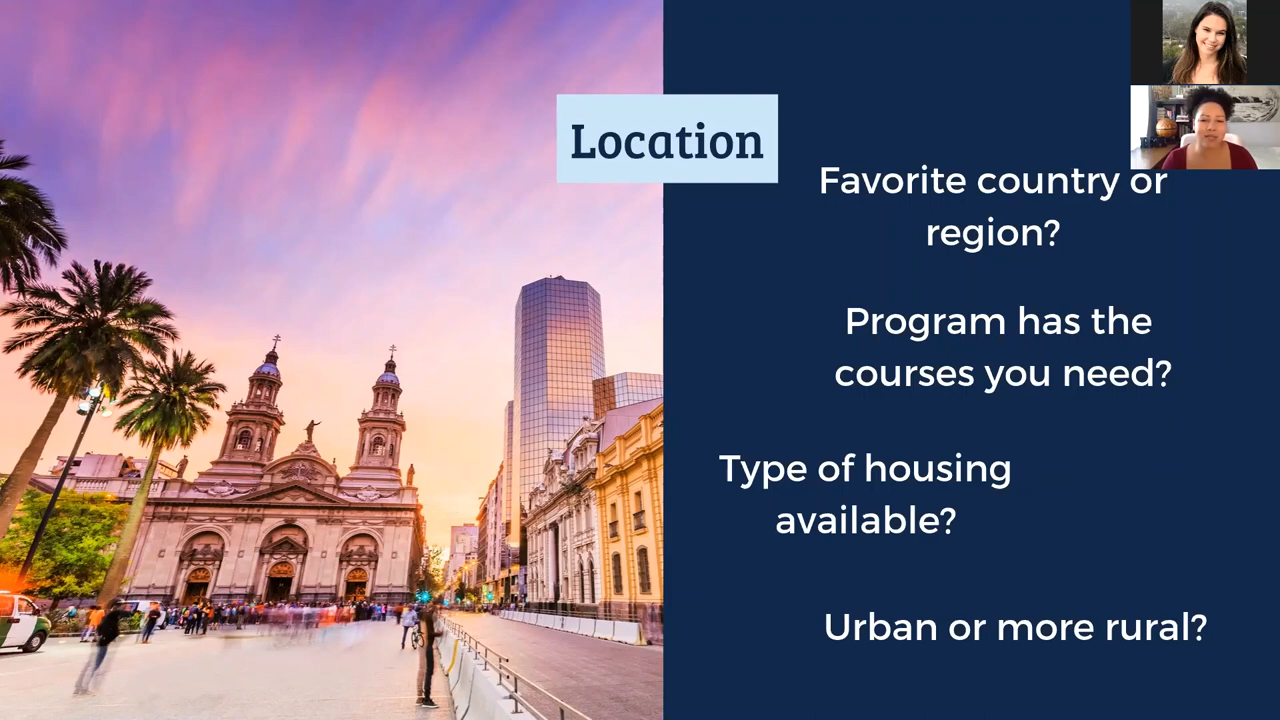 Location
Favorite country or
region?
Program has the
courses you need?
Type of housing
available?
Urban or more rural?